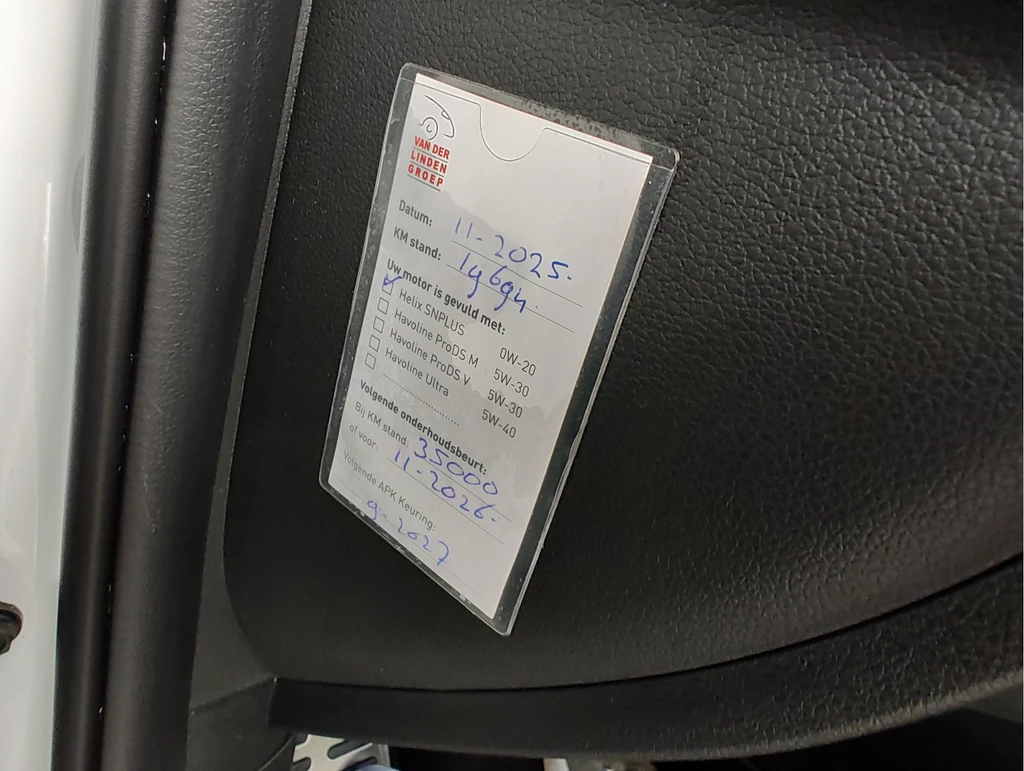 VAN DER
LINDEN
GROEP
Datum: 11-2025.
KM stand: 19694.
Uw motor is gevuld met:
Helix SNPLUS 0W-20
Havoline ProDS M 5W-30
Havoline ProDS V 5W-30
Havoline Ultra 5W-40
....................
Volgende onderhoudsbeurt:
Bij KM stand: 35000
of voor: 11-2026.
Volgende APK Keuring:
9-2027